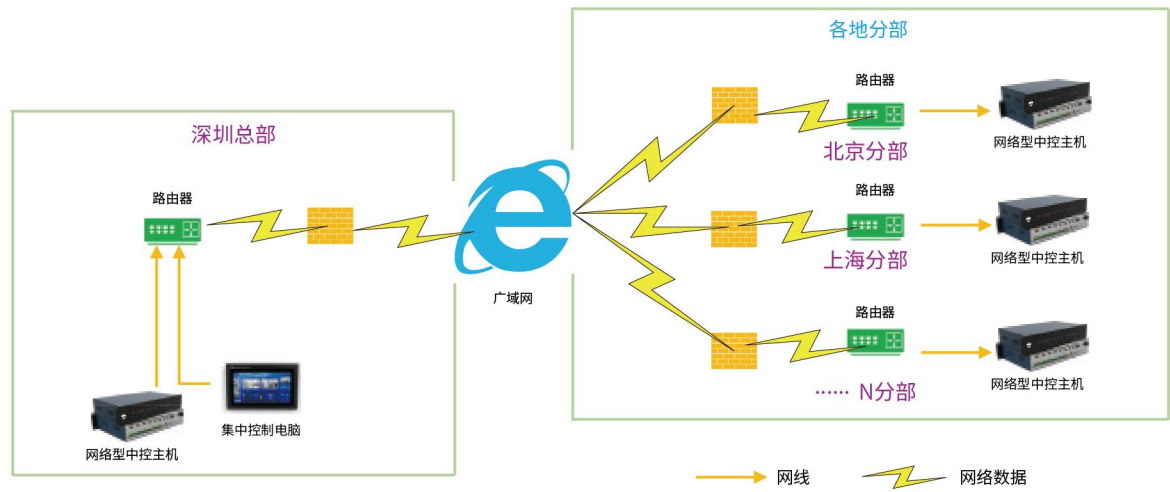 各地分部
深圳总部
路由器
网络型中控主机
集中控制电脑
广域网
路由器
北京分部
网络型中控主机
路由器
上海分部
网络型中控主机
路由器
…… N分部
网络型中控主机
网线
网络数据